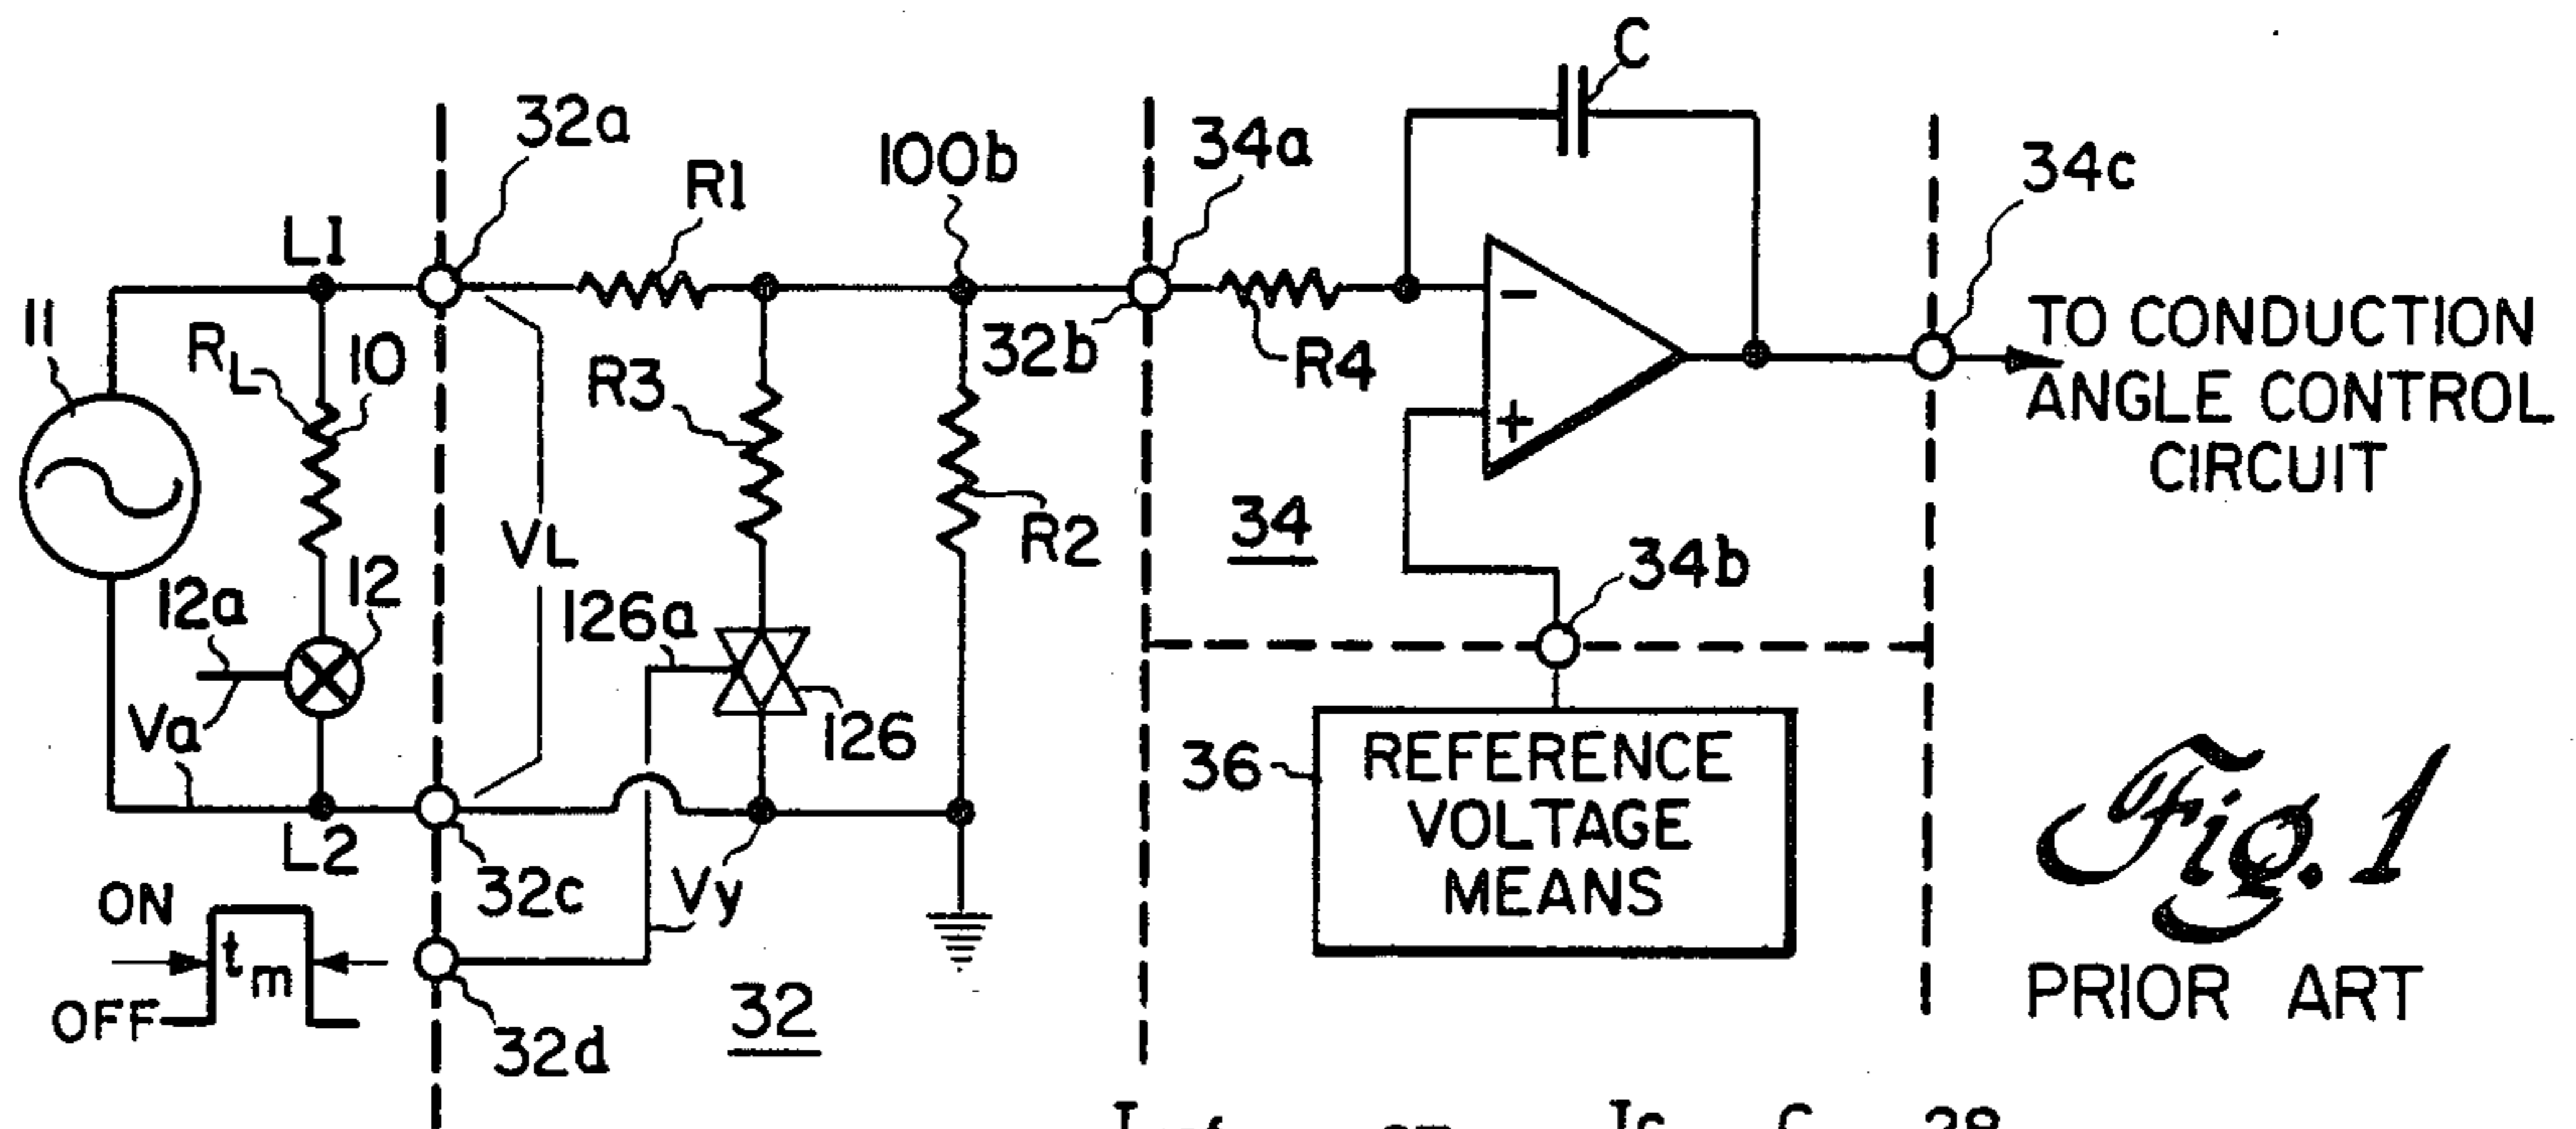 C
32a
34a
34c
R1
100b
L1
11
RL
10
32b
R4
R3
TO CONDUCTION
ANGLE CONTROL
CIRCUIT
−
+
VL
R2
34
34b
12a
12
126a
Va
126
36
REFERENCE
VOLTAGE
MEANS
L2
32c
Vy
ON
tm
OFF
32d
32
Fig. 1
PRIOR ART